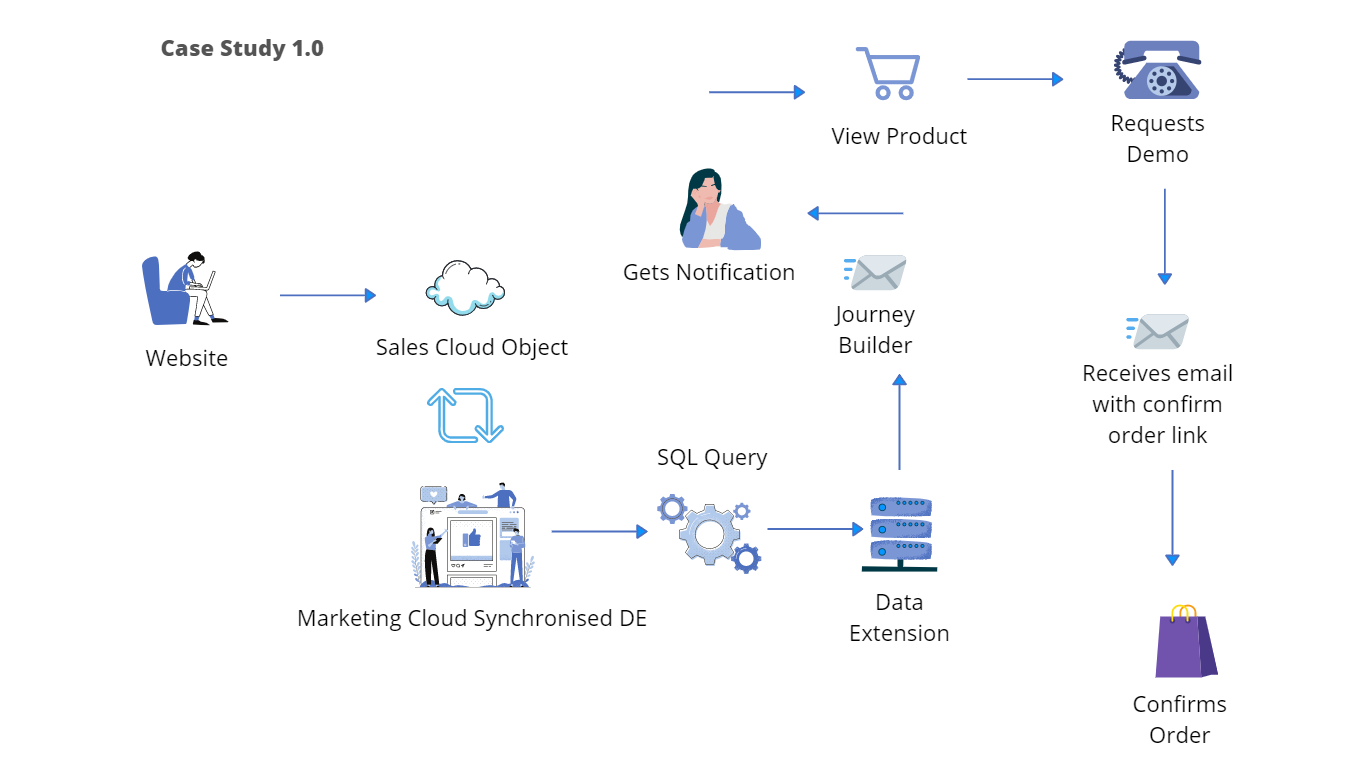 Case Study 1.0
View Product
Requests
Demo
Gets Notification
Website
Sales Cloud Object
Journey
Builder
Receives email
with confirm
order link
SQL Query
Marketing Cloud Synchronised DE
Data
Extension
Confirms
Order